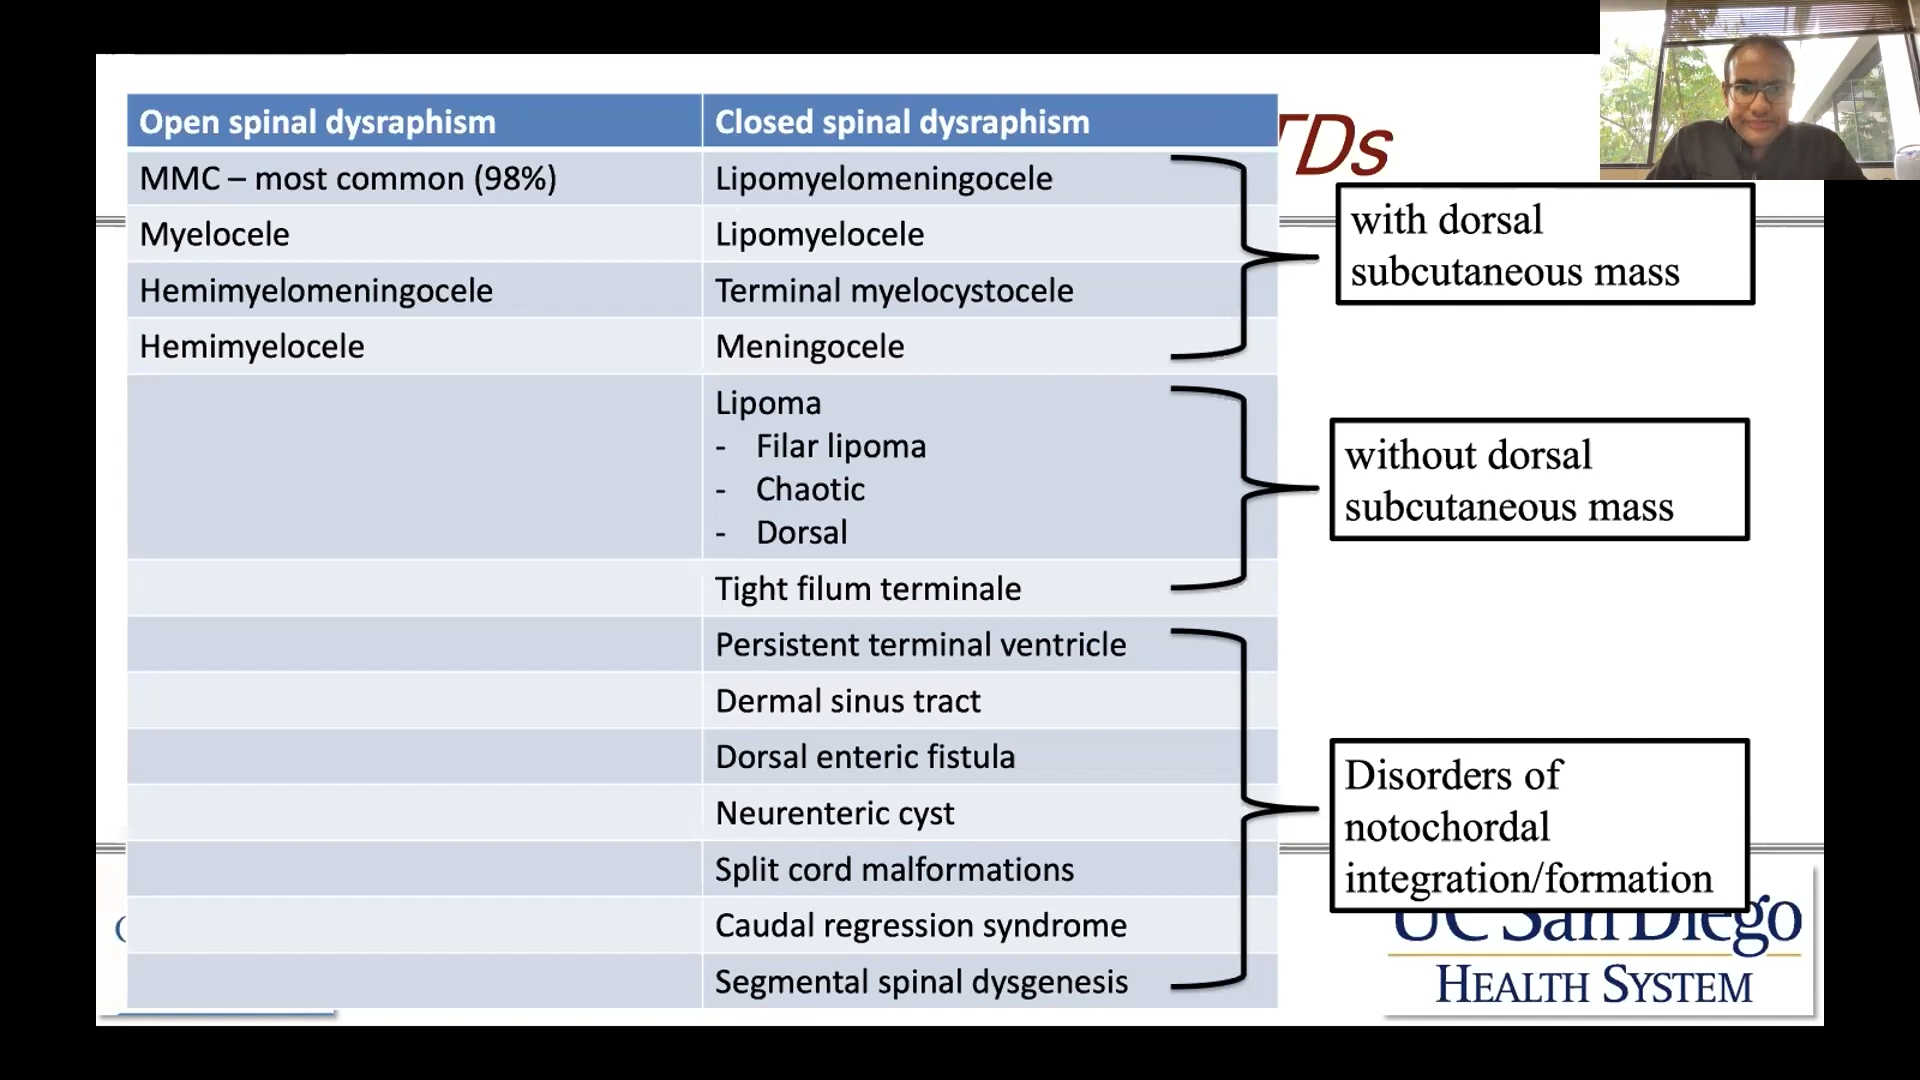 TDs
Open spinal dysraphism
Closed spinal dysraphism
MMC – most common (98%)
Lipomyelomeningocele
Myelocele
Lipomyelocele
Hemimyelomeningocele
Terminal myelocystocele
Hemimyelocele
Meningocele
Lipoma
- Filar lipoma
- Chaotic
- Dorsal
Tight filum terminale
Persistent terminal ventricle
Dermal sinus tract
Dorsal enteric fistula
Neurenteric cyst
Split cord malformations
Caudal regression syndrome
Segmental spinal dysgenesis
with dorsal
subcutaneous mass
without dorsal
subcutaneous mass
Disorders of
notochordal
integration/formation
UC San Diego
HEALTH SYSTEM